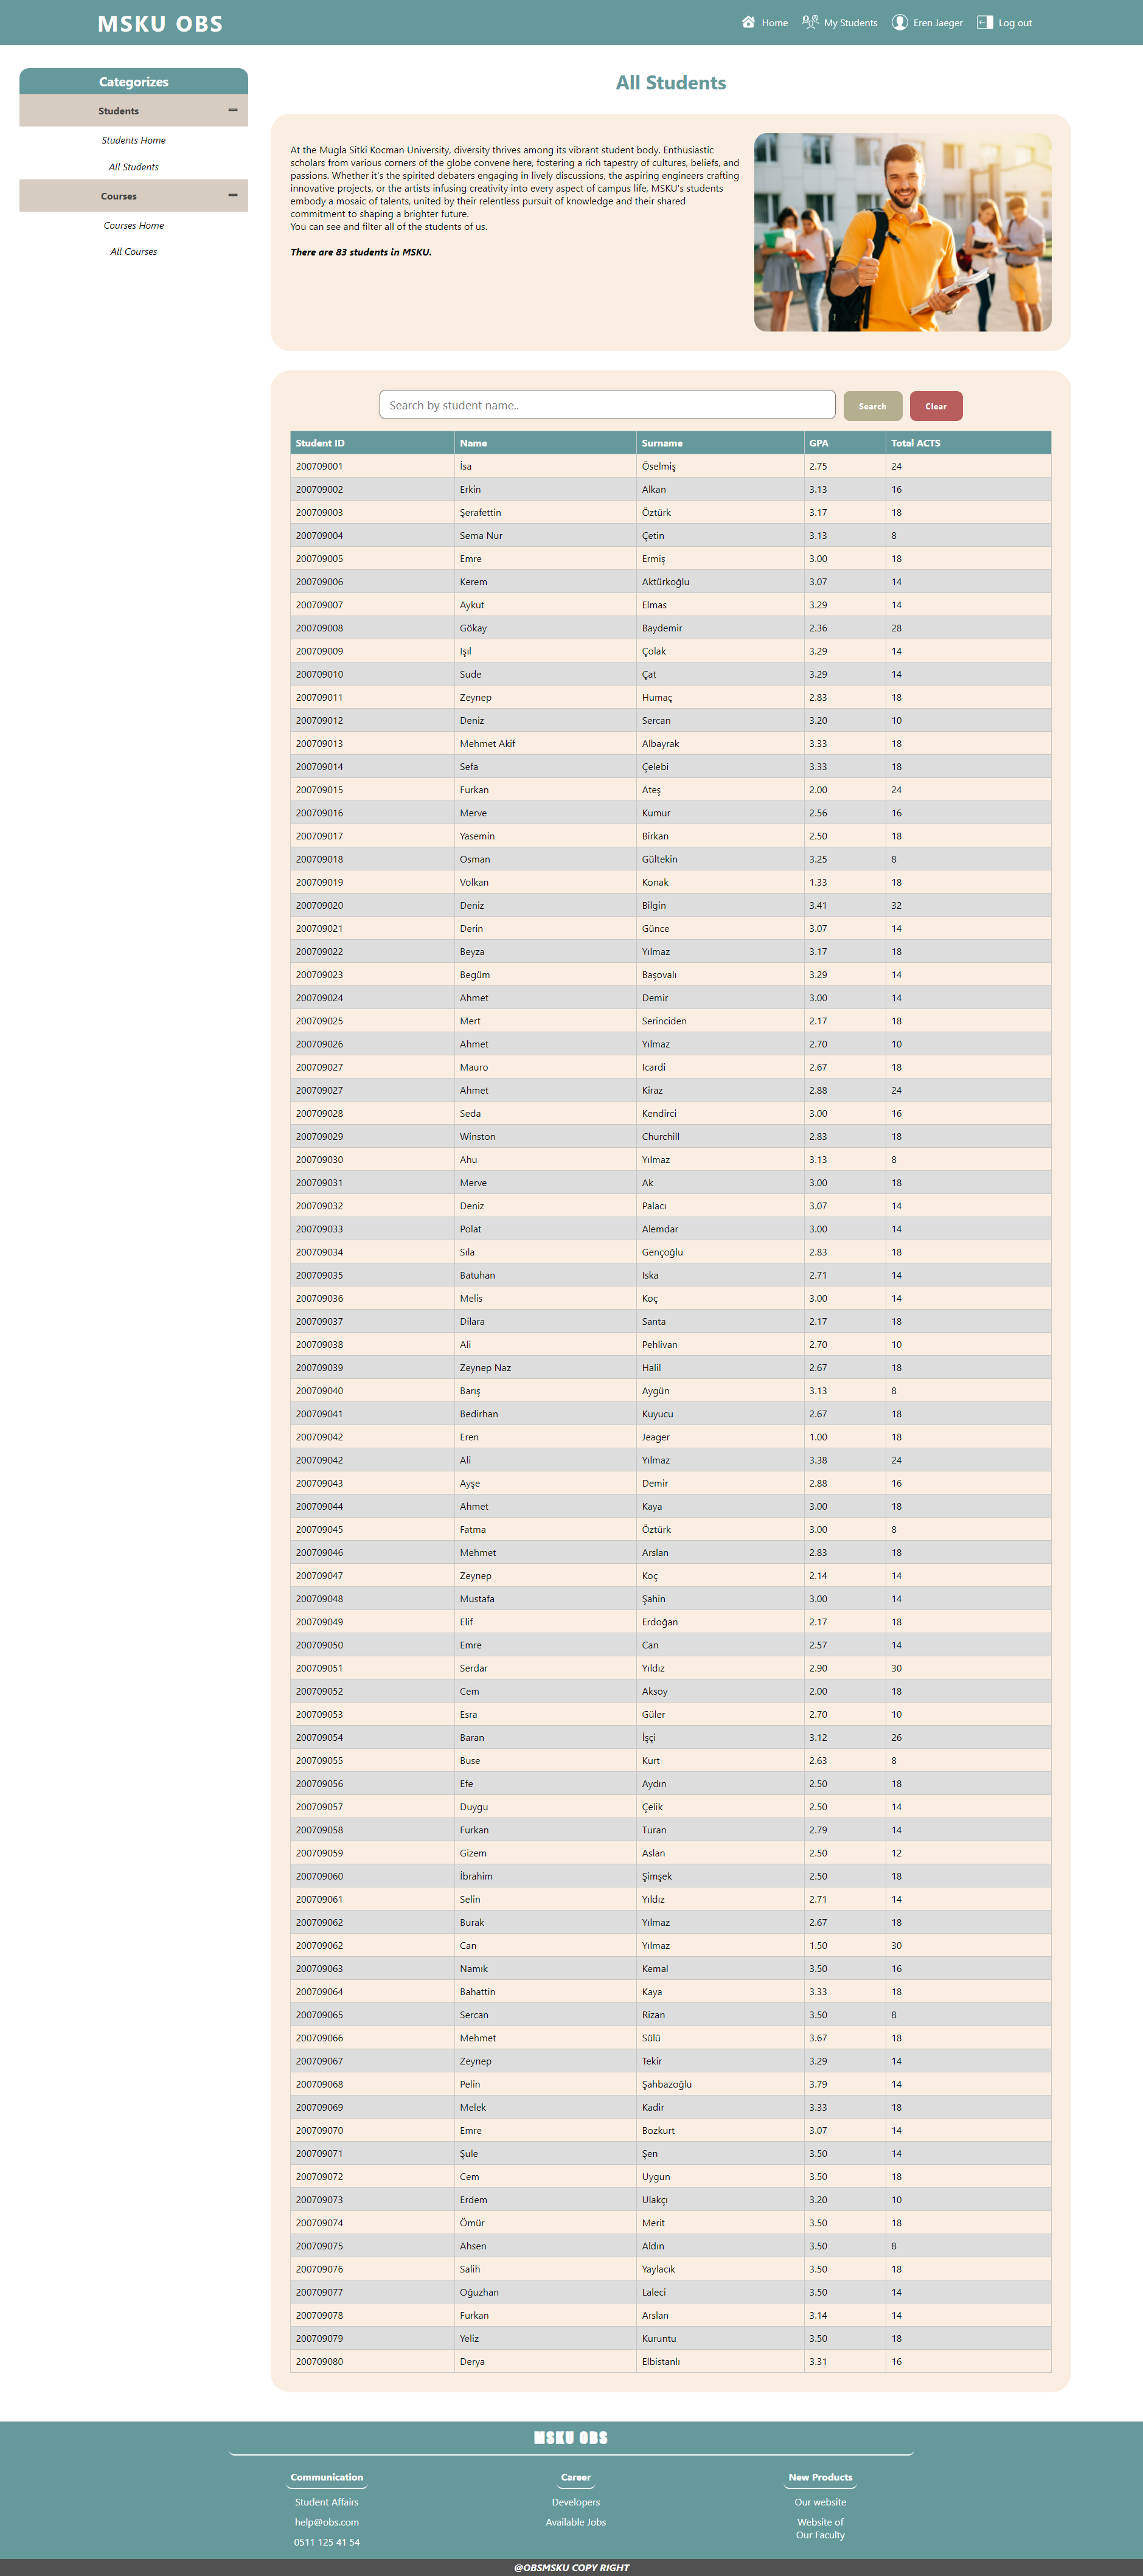 MSKU OBS
Home My Students Eren Jaeger Log out
Categorizes
Students
Students Home
All Students
Courses
Courses Home
All Courses
All Students
At the Mugla Sitki Kocman University, diversity thrives among its vibrant student body. Enthusiastic
scholars from various corners of the globe convene here, fostering a rich tapestry of cultures, beliefs, and
passions. Whether it's the spirited debaters engaging in lively discussions, the aspiring engineers crafting
innovative projects, or the artists infusing creativity into every aspect of campus life, MSKU's students
embody a mosaic of talents, united by their relentless pursuit of knowledge and their shared
commitment to shaping a brighter future.
You can see and filter all of the students of us.
There are 83 students in MSKU.
Search by student name.. Search Clear
Student ID Name Surname GPA Total ACTS
200709001 İsa Öselmiş 2.75 24
200709002 Erkin Alkan 3.13 16
200709003 Şerafettin Öztürk 3.17 18
200709004 Sema Nur Çetin 3.13 8
200709005 Emre Ermiş 3.00 18
200709006 Kerem Aktürkoğlu 3.07 14
200709007 Aykut Elmas 3.29 14
200709008 Gökay Baydemir 2.36 28
200709009 Işıl Çolak 3.29 14
200709010 Sude Çat 3.29 14
200709011 Zeynep Humaç 2.83 18
200709012 Deniz Sercan 3.20 10
200709013 Mehmet Akif Albayrak 3.33 18
200709014 Sefa Çelebi 3.33 18
200709015 Furkan Ateş 2.00 24
200709016 Merve Kumur 2.56 16
200709017 Yasemin Birkan 2.50 18
200709018 Osman Gültekin 3.25 8
200709019 Volkan Konak 1.33 18
200709020 Deniz Bilgin 3.41 32
200709021 Derin Günce 3.07 14
200709022 Beyza Yılmaz 3.17 18
200709023 Begüm Başovalı 3.29 14
200709024 Ahmet Demir 3.00 14
200709025 Mert Serinciden 2.17 18
200709026 Ahmet Yılmaz 2.70 10
200709027 Mauro Icardi 2.67 18
200709027 Ahmet Kiraz 2.88 24
200709028 Seda Kendirci 3.00 16
200709029 Winston Churchill 2.83 18
200709030 Ahu Yılmaz 3.13 8
200709031 Merve Ak 3.00 18
200709032 Deniz Palacı 3.07 14
200709033 Polat Alemdar 3.00 14
200709034 Sıla Gençoğlu 2.83 18
200709035 Batuhan Iska 2.71 14
200709036 Melis Koç 3.00 14
200709037 Dilara Santa 2.17 18
200709038 Ali Pehlivan 2.70 10
200709039 Zeynep Naz Halil 2.67 18
200709040 Barış Aygün 3.13 8
200709041 Bedirhan Kuyucu 2.67 18
200709042 Eren Jeager 1.00 18
200709042 Ali Yılmaz 3.38 24
200709043 Ayşe Demir 2.88 16
200709044 Ahmet Kaya 3.00 18
200709045 Fatma Öztürk 3.00 8
200709046 Mehmet Arslan 2.83 18
200709047 Zeynep Koç 2.14 14
200709048 Mustafa Şahin 3.00 14
200709049 Elif Erdoğan 2.17 18
200709050 Emre Can 2.57 14
200709051 Serdar Yıldız 2.90 30
200709052 Cem Aksoy 2.00 18
200709053 Esra Güler 2.70 10
200709054 Baran İşçi 3.12 26
200709055 Buse Kurt 2.63 8
200709056 Efe Aydın 2.50 18
200709057 Duygu Çelik 2.50 14
200709058 Furkan Turan 2.79 14
200709059 Gizem Aslan 2.50 12
200709060 İbrahim Şimşek 2.50 18
200709061 Selin Yıldız 2.71 14
200709062 Burak Yılmaz 2.67 18
200709062 Can Yılmaz 1.50 30
200709063 Namık Kemal 3.50 16
200709064 Bahattin Kaya 3.33 18
200709065 Sercan Rizan 3.50 8
200709066 Mehmet Sülü 3.67 18
200709067 Zeynep Tekir 3.29 14
200709068 Pelin Şahbazoğlu 3.79 14
200709069 Melek Kadir 3.33 18
200709070 Emre Bozkurt 3.07 14
200709071 Şule Şen 3.50 14
200709072 Cem Uygun 3.50 18
200709073 Erdem Ulakçı 3.20 10
200709074 Ömür Merit 3.50 18
200709075 Ahsen Aldın 3.50 8
200709076 Salih Yaylacık 3.50 18
200709077 Oğuzhan Laleci 3.50 14
200709078 Furkan Arslan 3.14 14
200709079 Yeliz Kuruntu 3.50 18
200709080 Derya Elbistanlı 3.31 16
MSKU OBS
Communication Career New Products
Student Affairs Developers Our website
help@obs.com Available Jobs Website of
Our Faculty
0511 125 41 54
@OBSMSKU COPY RIGHT